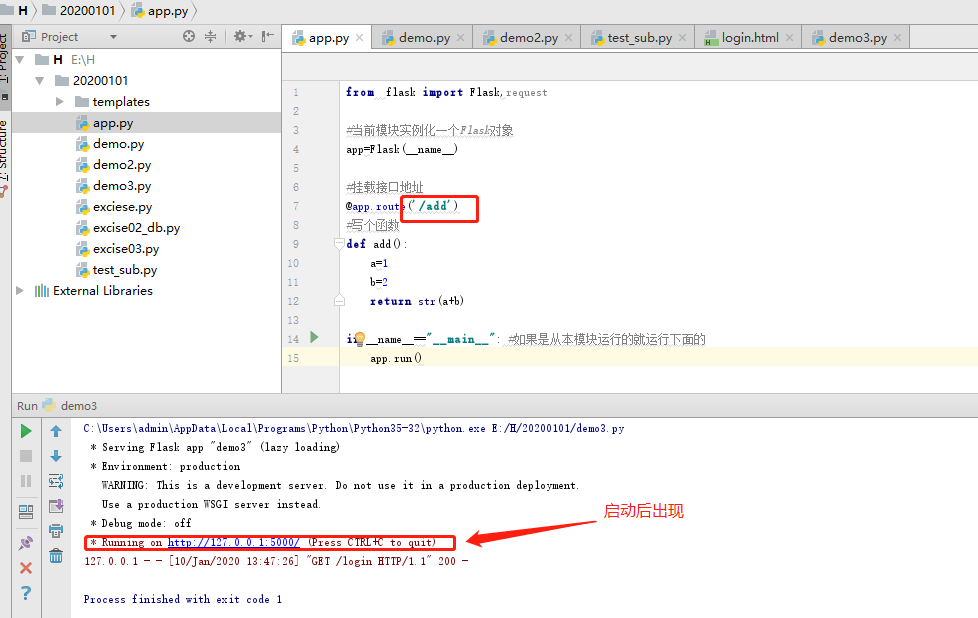 H 20200101 app.py
1: Project
Project
app.py demo.py demo2.py test_sub.py login.html demo3.py
H E:\H
20200101
templates
app.py
demo.py
demo2.py
demo3.py
exciese.py
excise02_db.py
excise03.py
test_sub.py
External Libraries
7: Structure
1 from flask import Flask,request
2
3 #当前模块实例化一个Flask对象
4 app=Flask(__name__)
5
6 #挂载接口地址
7 @app.route('/add')
8 #写个函数
9 def add():
10 a=1
11 b=2
12 return str(a+b)
13
14 if __name__=="__main__": #如果是从本模块运行的就运行下面的
15 app.run()
Run demo3
C:\Users\admin\AppData\Local\Programs\Python\Python35-32\python.exe E:/H/20200101/demo3.py
* Serving Flask app "demo3" (lazy loading)
* Environment: production
WARNING: This is a development server. Do not use it in a production deployment.
Use a production WSGI server instead.
* Debug mode: off
启动后出现
* Running on http://127.0.0.1:5000/ (Press CTRL+C to quit)
127.0.0.1 - - [10/Jan/2020 13:47:26] "GET /login HTTP/1.1" 200 -
Process finished with exit code 1